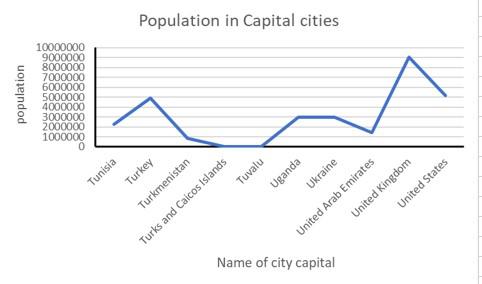 Population in Capital cities
population
10000000
9000000
8000000
7000000
6000000
5000000
4000000
3000000
2000000
1000000
0
Tunisia
Turkey
Turkmenistan
Turks and Caicos Islands
Tuvalu
Uganda
Ukraine
United Arab Emirates
United Kingdom
United States
Name of city capital